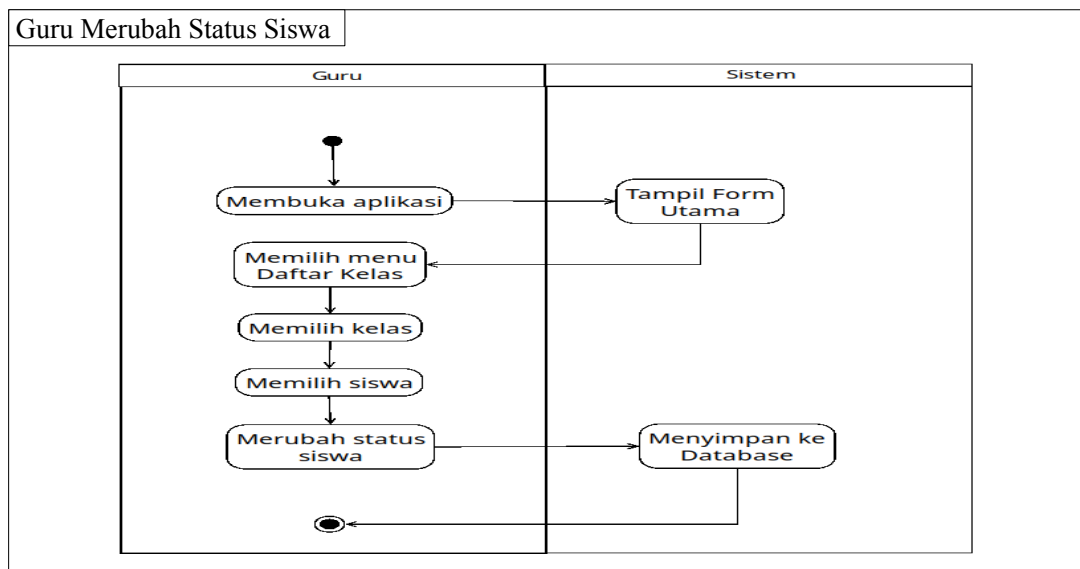 Guru Merubah Status Siswa
Guru
Sistem
Membuka aplikasi
Tampil Form
Utama
Memilih menu
Daftar Kelas
Memilih kelas
Memilih siswa
Merubah status
siswa
Menyimpan ke
Database